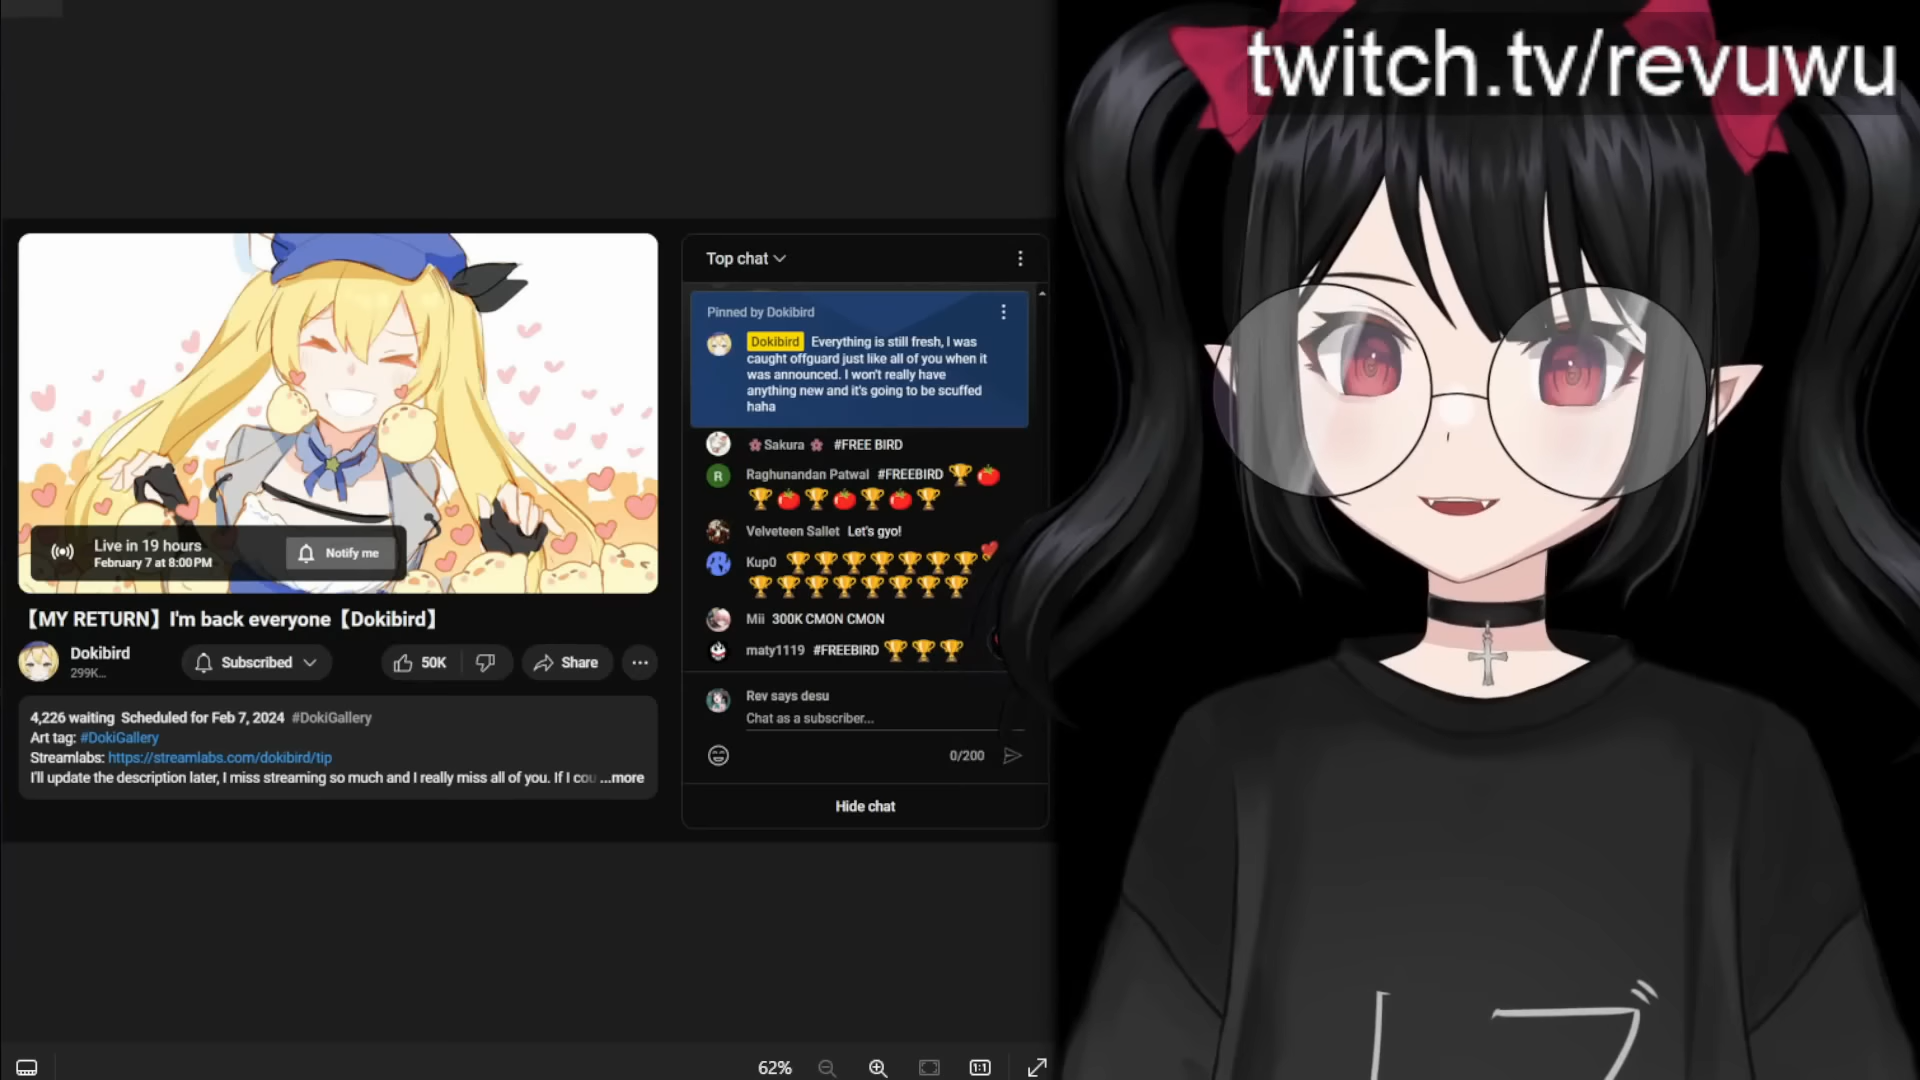 twitch.tv/revuwu
Live in 19 hours
February 7 at 8:00 PM
Notify me
【MY RETURN】I'm back everyone【Dokibird】
Dokibird
299K...
Subscribed
50K
Share
4,226 waiting Scheduled for Feb 7, 2024 #DokiGallery
Art tag: #DokiGallery
Streamlabs: https://streamlabs.com/dokibird/tip
I'll update the description later, I miss streaming so much and I really miss all of you. If I cou ...more
Top chat
Pinned by Dokibird
Dokibird Everything is still fresh, I was
caught offguard just like all of you when it
was announced. I won't really have
anything new and it's going to be scuffed
haha
🌸Sakura 🌸 #FREE BIRD
R
Raghunandan Patwal #FREEBIRD 🏆 🍅
🏆 🍅 🏆 🍅 🏆 🍅 🏆
Velveteen Sallet Let's gyo!
Kup0 🏆🏆🏆🏆🏆🏆🏆
🏆🏆🏆🏆🏆🏆🏆🏆
Mii 300K CMON CMON
maty1119 #FREEBIRD 🏆🏆🏆
Rev says desu
Chat as a subscriber...
0/200
Hide chat
62%
1:1
レブ